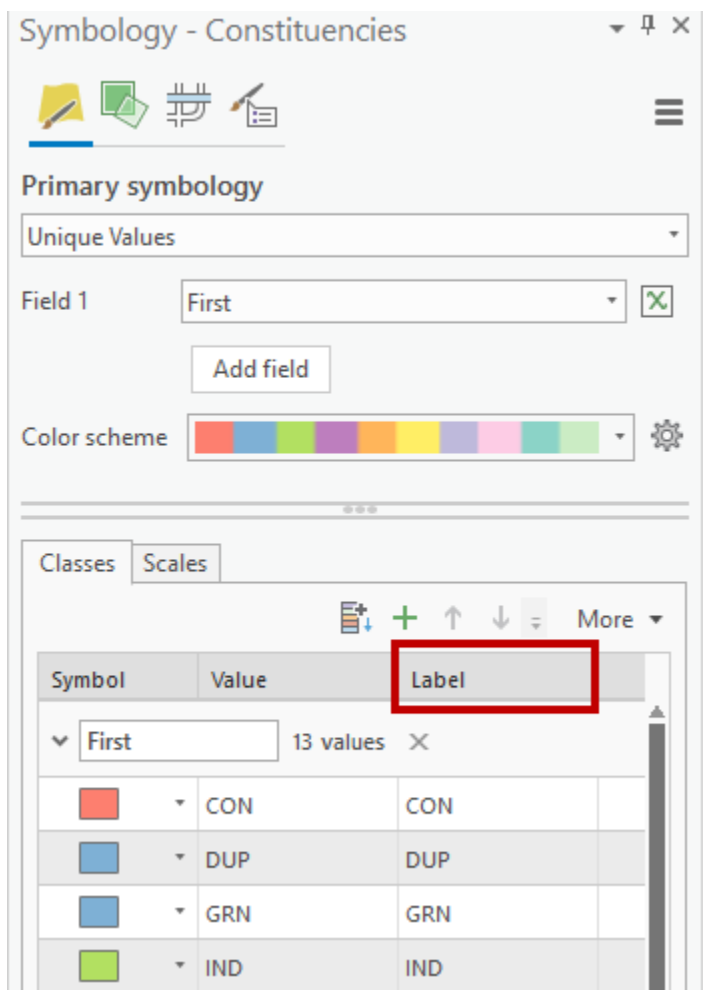 Symbology - Constituencies
Primary symbology
Unique Values
Field 1 First
Add field
Color scheme
Classes Scales
More
Symbol Value Label
First 13 values
CON CON
DUP DUP
GRN GRN
IND IND